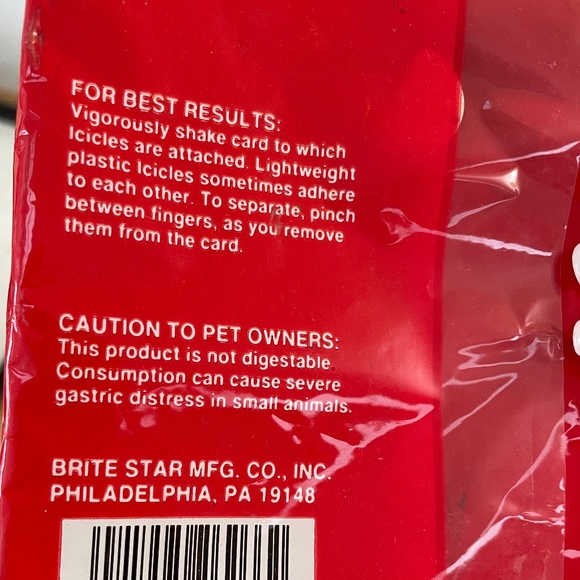 FOR BEST RESULTS:
Vigorously shake card to which
Icicles are attached. Lightweight
plastic Icicles sometimes adhere
to each other. To separate, pinch
between fingers, as you remove
them from the card.
CAUTION TO PET OWNERS:
This product is not digestable.
Consumption can cause severe
gastric distress in small animals.
BRITE STAR MFG. CO., INC.
PHILADELPHIA, PA 19148